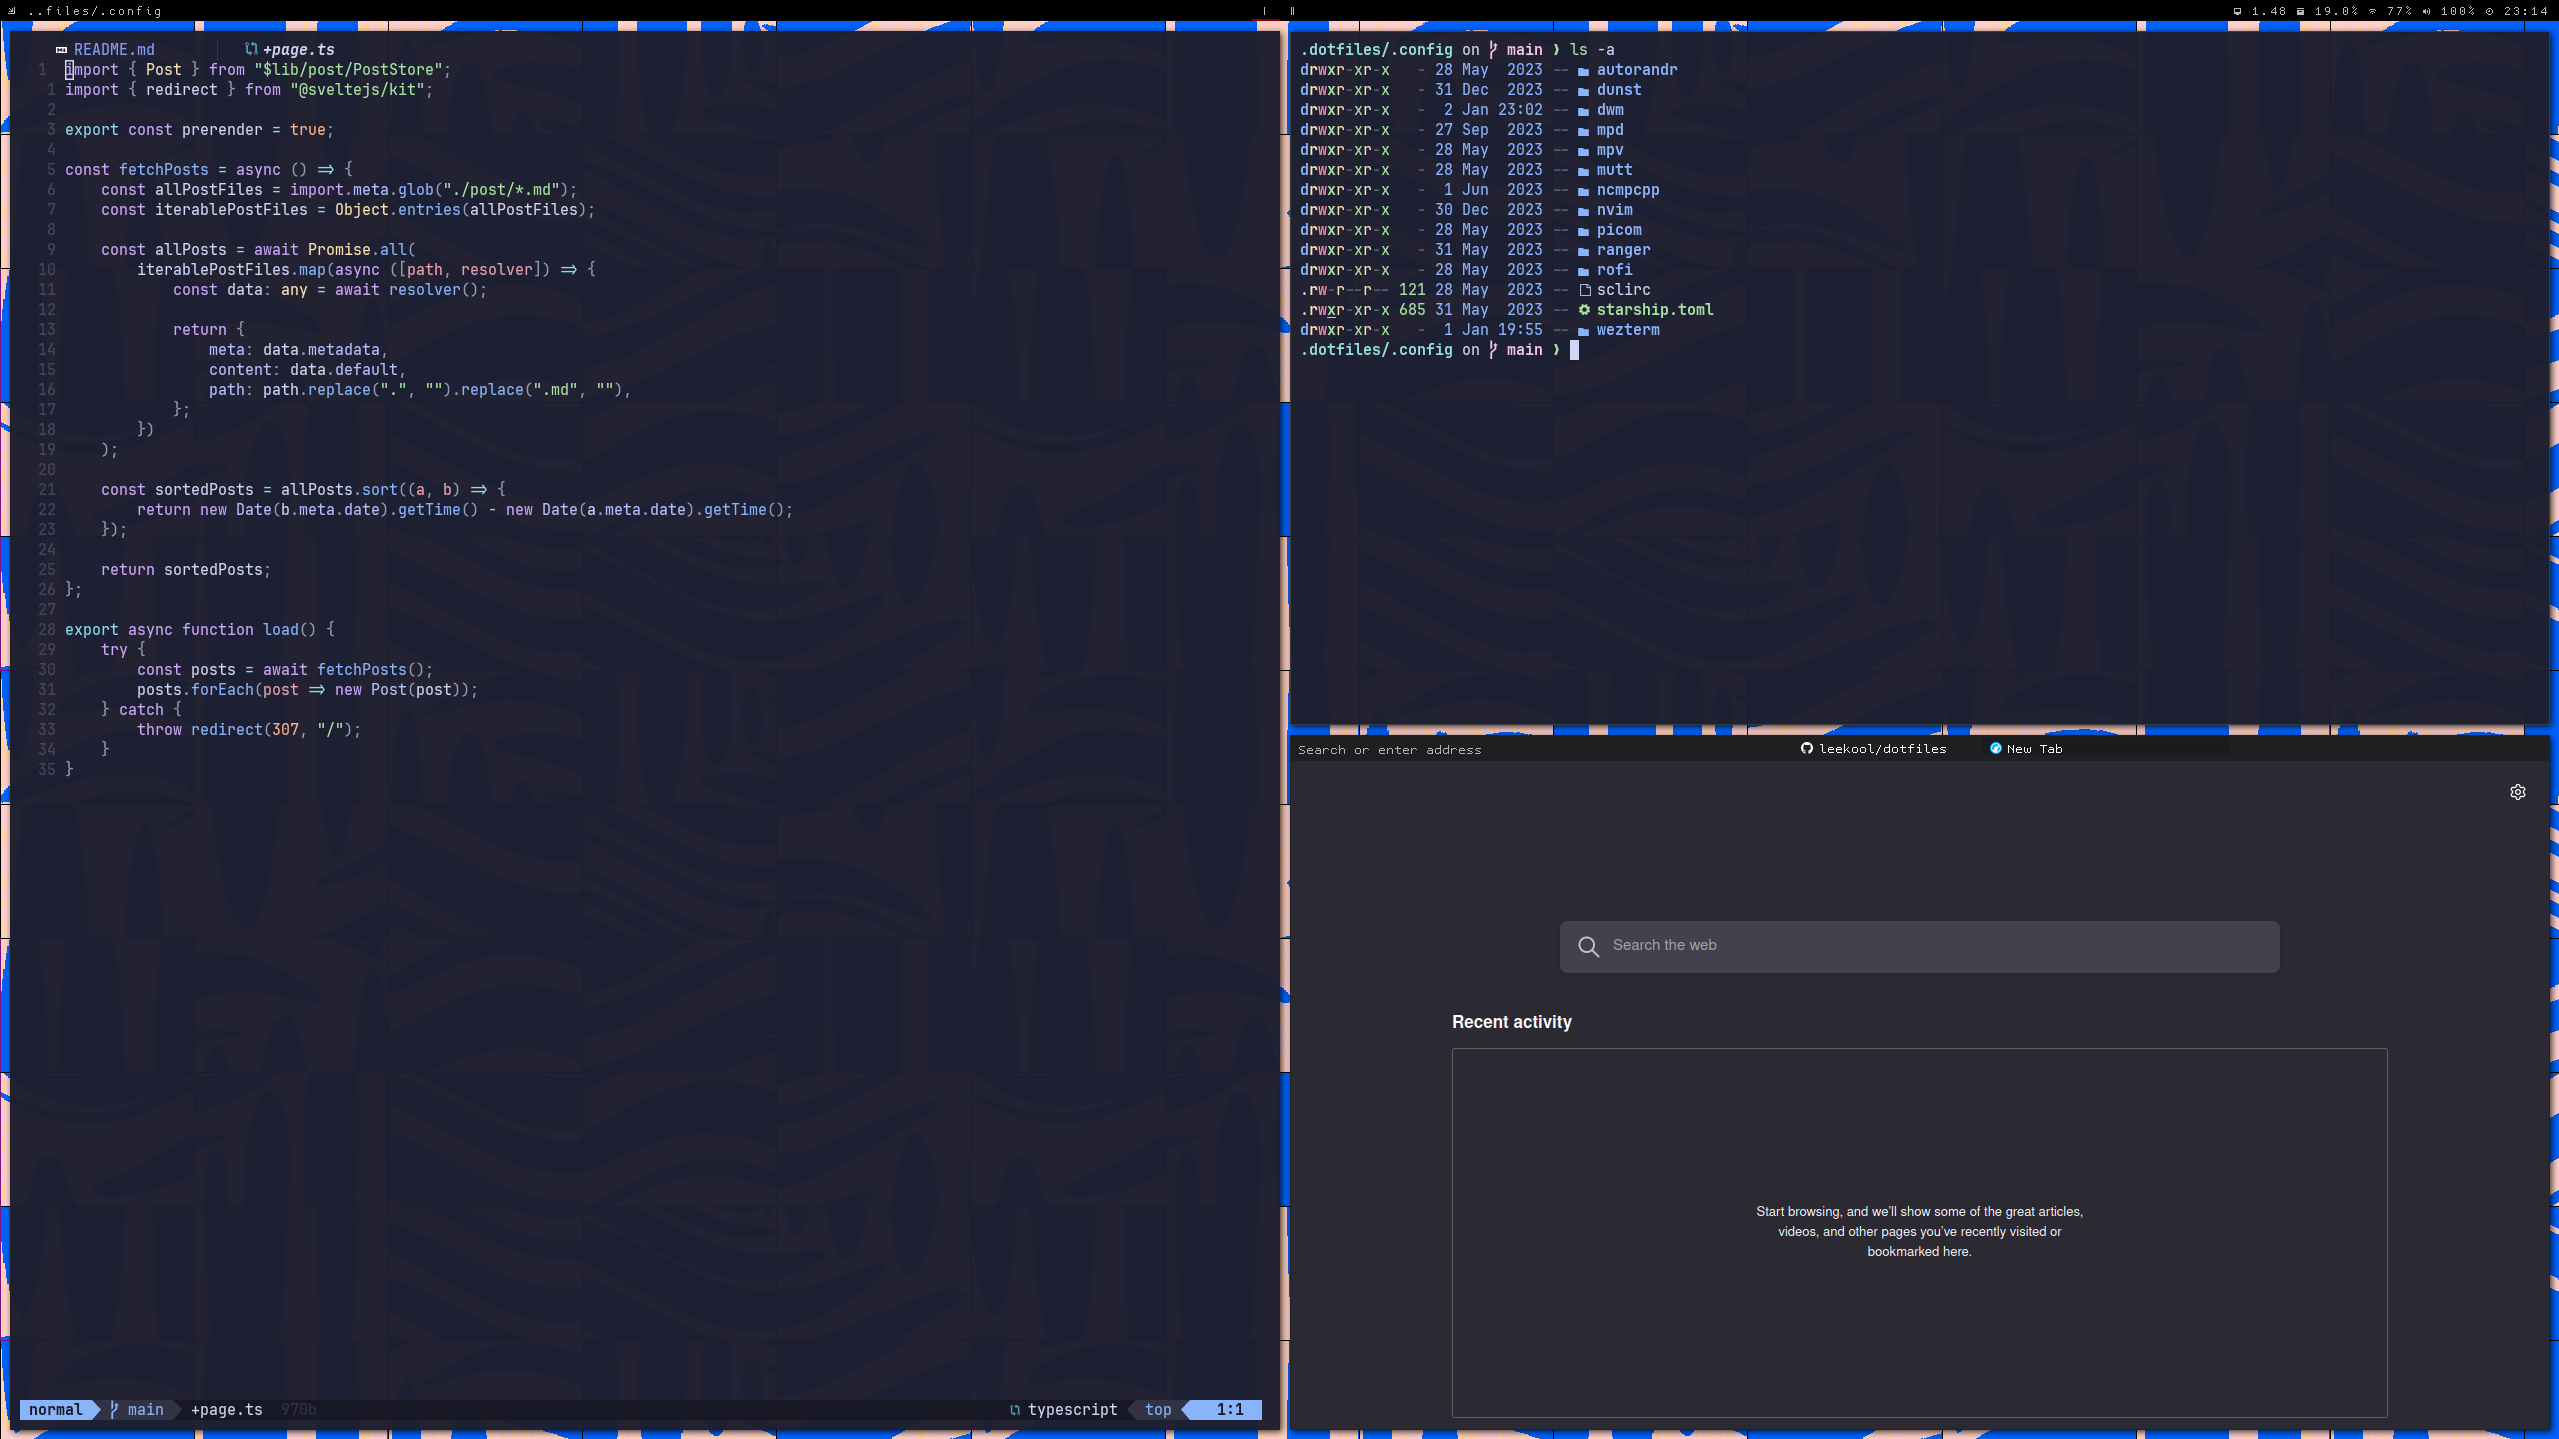 ..files/.config
1.48 19.0% 77% 100% 23:14
README.md +page.ts
1 import { Post } from "$lib/post/PostStore";
1 import { redirect } from "@sveltejs/kit";
2
3 export const prerender = true;
4
5 const fetchPosts = async () => {
6 const allPostFiles = import.meta.glob("./post/*.md");
7 const iterablePostFiles = Object.entries(allPostFiles);
8
9 const allPosts = await Promise.all(
10 iterablePostFiles.map(async ([path, resolver]) => {
11 const data: any = await resolver();
12
13 return {
14 meta: data.metadata,
15 content: data.default,
16 path: path.replace(".", "").replace(".md", ""),
17 };
18 })
19 );
20
21 const sortedPosts = allPosts.sort((a, b) => {
22 return new Date(b.meta.date).getTime() - new Date(a.meta.date).getTime();
23 });
24
25 return sortedPosts;
26 };
27
28 export async function load() {
29 try {
30 const posts = await fetchPosts();
31 posts.forEach(post => new Post(post));
32 } catch {
33 throw redirect(307, "/");
34 }
35 }
normal main +page.ts 970b typescript top 1:1
.dotfiles/.config on main ❯ ls -a
drwxr-xr-x - 28 May 2023 -- autorandr
drwxr-xr-x - 31 Dec 2023 -- dunst
drwxr-xr-x - 2 Jan 23:02 -- dwm
drwxr-xr-x - 27 Sep 2023 -- mpd
drwxr-xr-x - 28 May 2023 -- mpv
drwxr-xr-x - 28 May 2023 -- mutt
drwxr-xr-x - 1 Jun 2023 -- ncmpcpp
drwxr-xr-x - 30 Dec 2023 -- nvim
drwxr-xr-x - 28 May 2023 -- picom
drwxr-xr-x - 31 May 2023 -- ranger
drwxr-xr-x - 28 May 2023 -- rofi
.rw-r--r-- 121 28 May 2023 -- sclirc
.rwxr-xr-x 685 31 May 2023 -- starship.toml
drwxr-xr-x - 1 Jan 19:55 -- wezterm
.dotfiles/.config on main ❯
Search or enter address leekool/dotfiles New Tab
Search the web
Recent activity
Start browsing, and we'll show some of the great articles,
videos, and other pages you've recently visited or
bookmarked here.